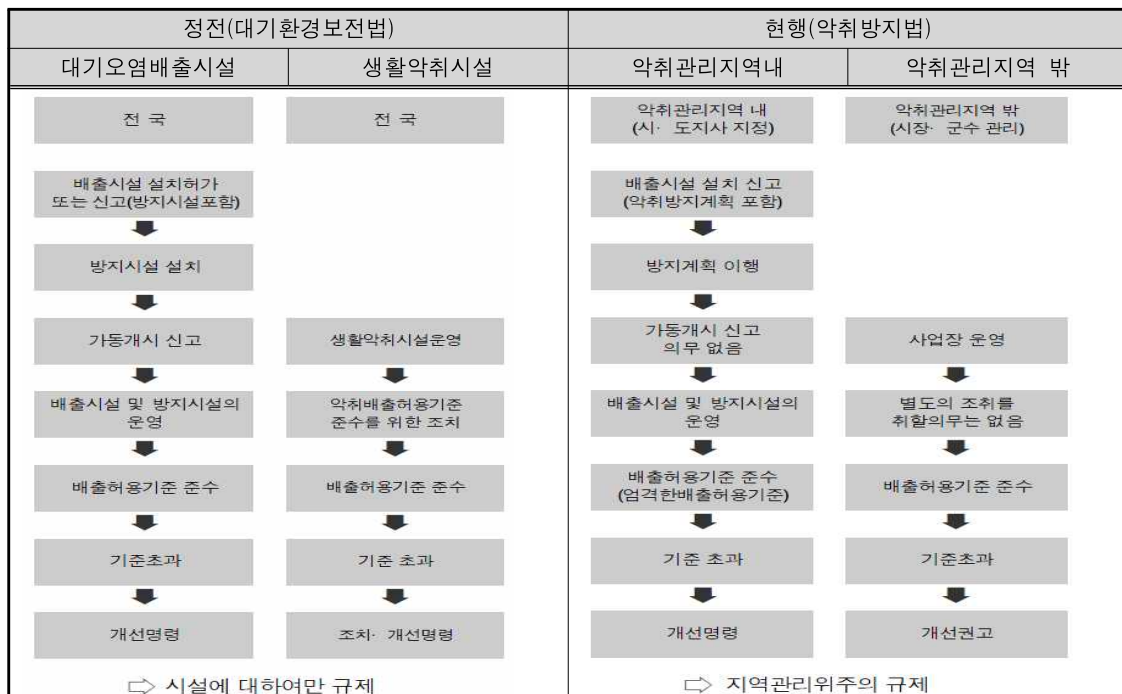 정전(대기환경보전법)
현행(악취방지법)
대기오염배출시설
생활악취시설
악취관리지역내
악취관리지역 밖
전 국
전 국
악취관리지역 내
(시· 도지사 지정)
악취관리지역 밖
(시장· 군수 관리)
배출시설 설치허가
또는 신고(방지시설포함)
배출시설 설치 신고
(악취방지계획 포함)
방지시설 설치
방지계획 이행
가동개시 신고
생활악취시설운영
가동개시 신고
의무 없음
사업장 운영
배출시설 및 방지시설의
운영
악취배출허용기준
준수를 위한 조치
배출시설 및 방지시설의
운영
별도의 조취를
취할의무는 없음
배출허용기준 준수
배출허용기준 준수
배출허용기준 준수
(엄격한배출허용기준)
배출허용기준 준수
기준초과
기준 초과
기준 초과
기준초과
개선명령
조치· 개선명령
개선명령
개선권고
⇨ 시설에 대하여만 규제
⇨ 지역관리위주의 규제